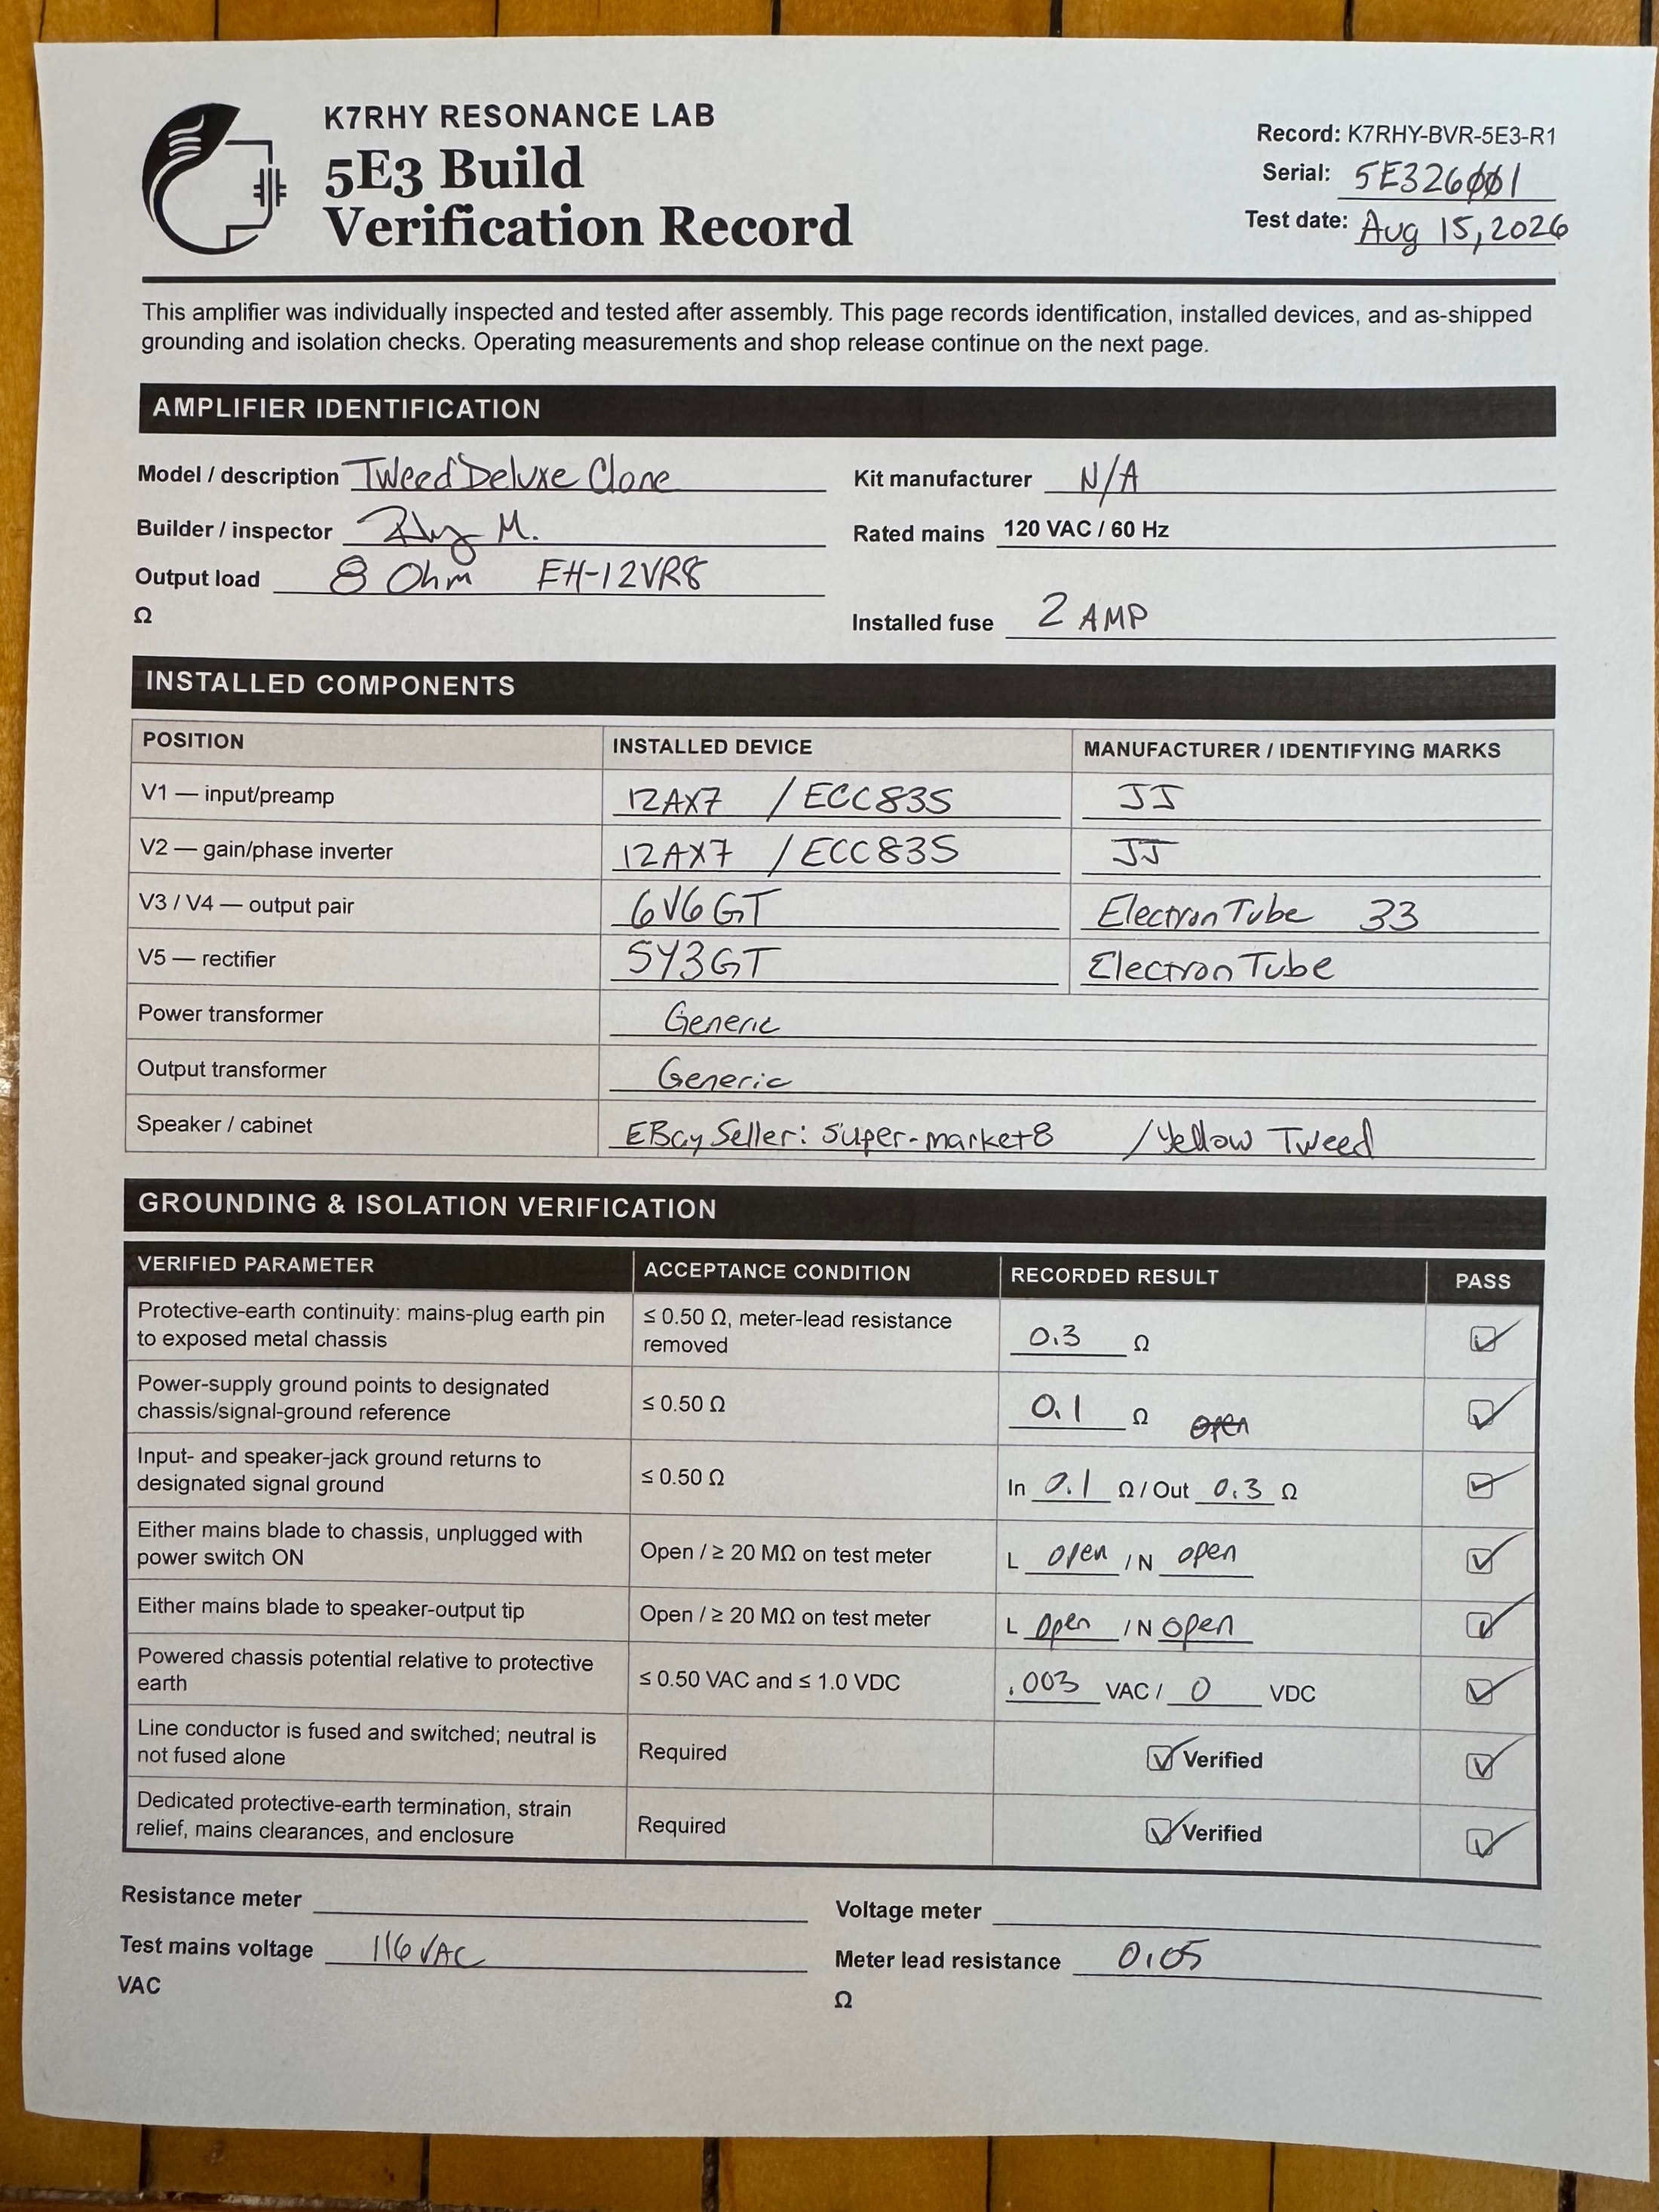 K7RHY RESONANCE LAB
5E3 Build
Verification Record
Record: K7RHY-BVR-5E3-R1
Serial: 5E326001
Test date: Aug 15, 2026
This amplifier was individually inspected and tested after assembly. This page records identification, installed devices, and as-shipped
grounding and isolation checks. Operating measurements and shop release continue on the next page.
AMPLIFIER IDENTIFICATION
Model / description Tweed Deluxe Clone Kit manufacturer N/A
Builder / inspector M. Rated mains 120 VAC / 60 Hz
Output load 8 Ohm EH-12VR8
Ω Installed fuse 2 AMP
INSTALLED COMPONENTS
POSITION INSTALLED DEVICE MANUFACTURER / IDENTIFYING MARKS
V1 — input/preamp 12AX7 / ECC83S JJ
V2 — gain/phase inverter 12AX7 / ECC83S JJ
V3 / V4 — output pair 6V6GT Electron Tube 33
V5 — rectifier 5Y3GT Electron Tube
Power transformer Generic
Output transformer Generic
Speaker / cabinet EBay Seller: super-market8 / Yellow Tweed
GROUNDING & ISOLATION VERIFICATION
VERIFIED PARAMETER ACCEPTANCE CONDITION RECORDED RESULT PASS
Protective-earth continuity: mains-plug earth pin
to exposed metal chassis
≤ 0.50 Ω, meter-lead resistance
removed
0.3 Ω
Power-supply ground points to designated
chassis/signal-ground reference
≤ 0.50 Ω
0.1 Ω open
Input- and speaker-jack ground returns to
designated signal ground
≤ 0.50 Ω
In 0.1 Ω / Out 0.3 Ω
Either mains blade to chassis, unplugged with
power switch ON
Open / ≥ 20 MΩ on test meter
L open / N open
Either mains blade to speaker-output tip
Open / ≥ 20 MΩ on test meter
L Open / N open
Powered chassis potential relative to protective
earth
≤ 0.50 VAC and ≤ 1.0 VDC
.003 VAC / 0 VDC
Line conductor is fused and switched; neutral is
not fused alone
Required
Verified
Dedicated protective-earth termination, strain
relief, mains clearances, and enclosure
Required
Verified
Resistance meter Voltage meter
Test mains voltage 116 VAC Meter lead resistance 0.05
VAC Ω